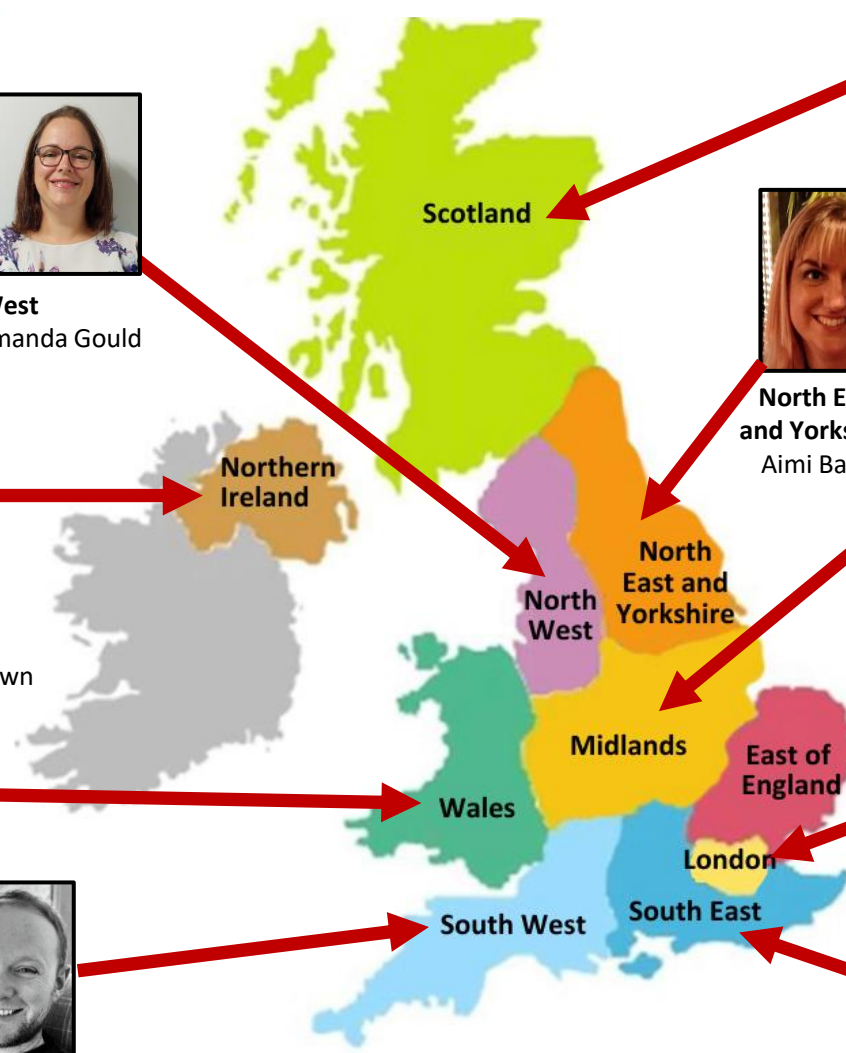 Scotland
West
manda Gould
North E
and Yorks
Aimi Ba
Northern
Ireland
North
East and
Yorkshire
North
West
wn
Midlands
East of
England
Wales
London
South West
South East